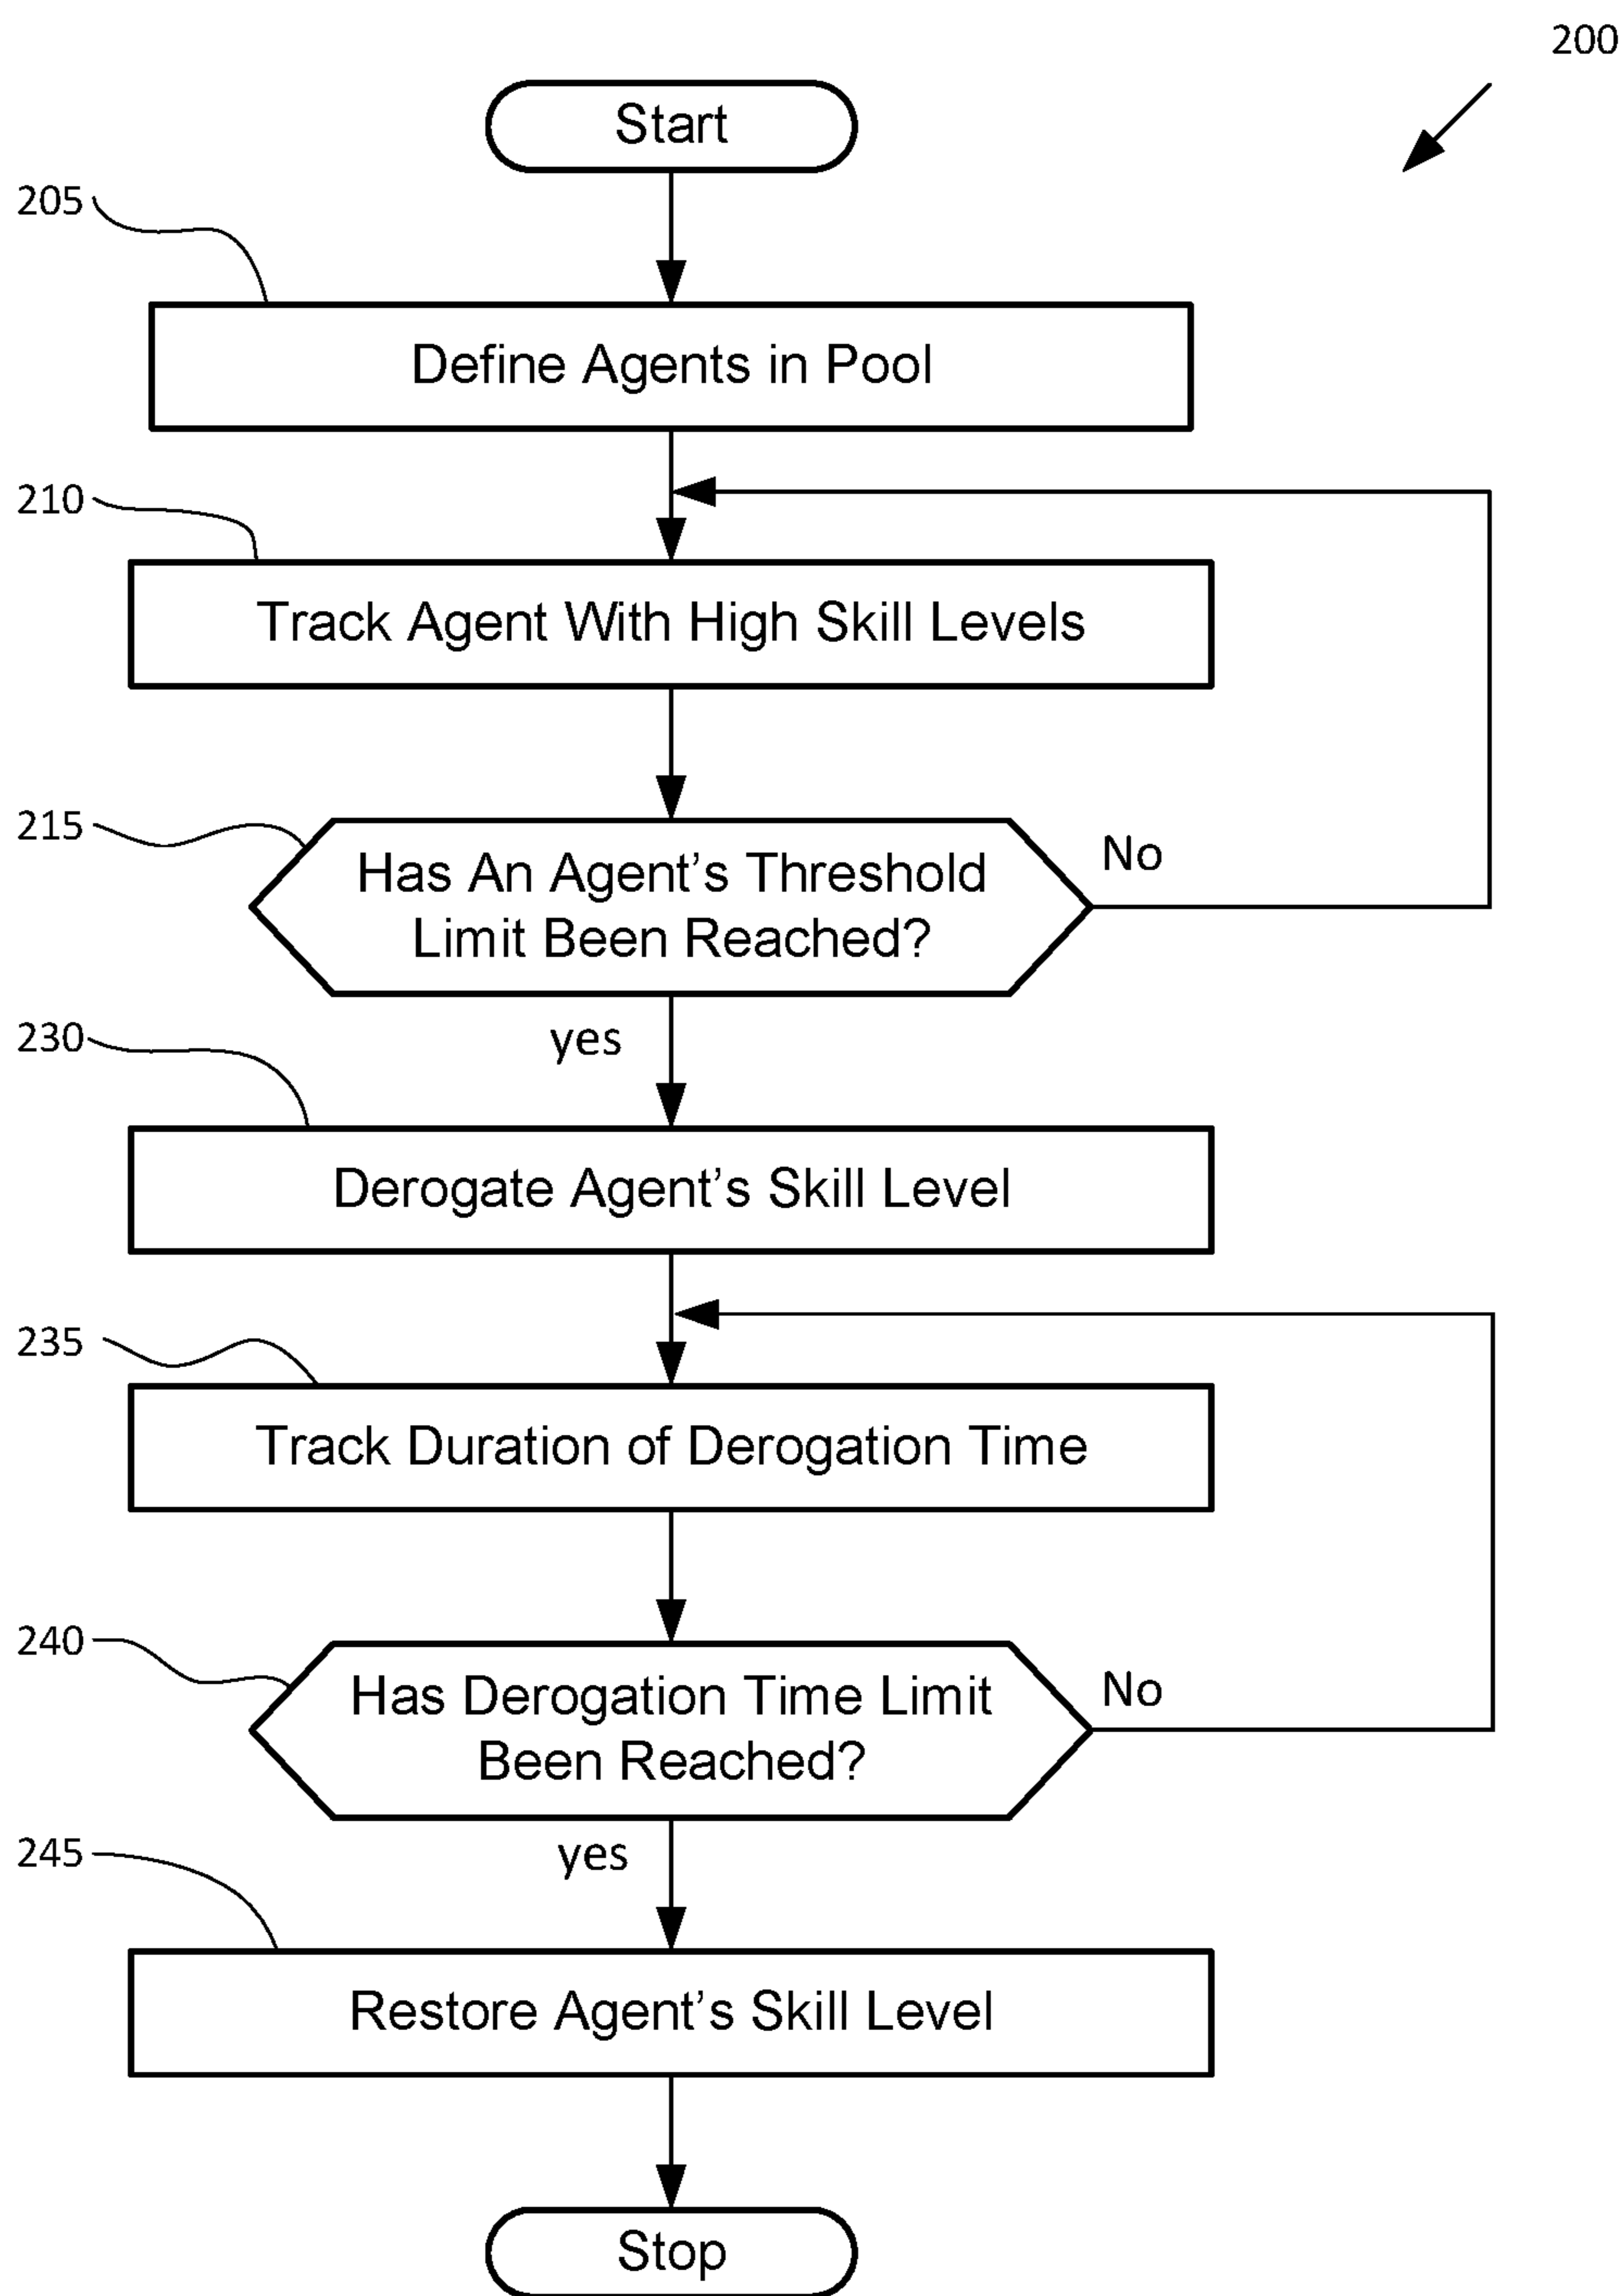 200
Start
205
Define Agents in Pool
210
Track Agent With High Skill Levels
215
Has An Agent’s Threshold
Limit Been Reached?
No
yes
230
Derogate Agent’s Skill Level
235
Track Duration of Derogation Time
240
Has Derogation Time Limit
Been Reached?
No
yes
245
Restore Agent’s Skill Level
Stop